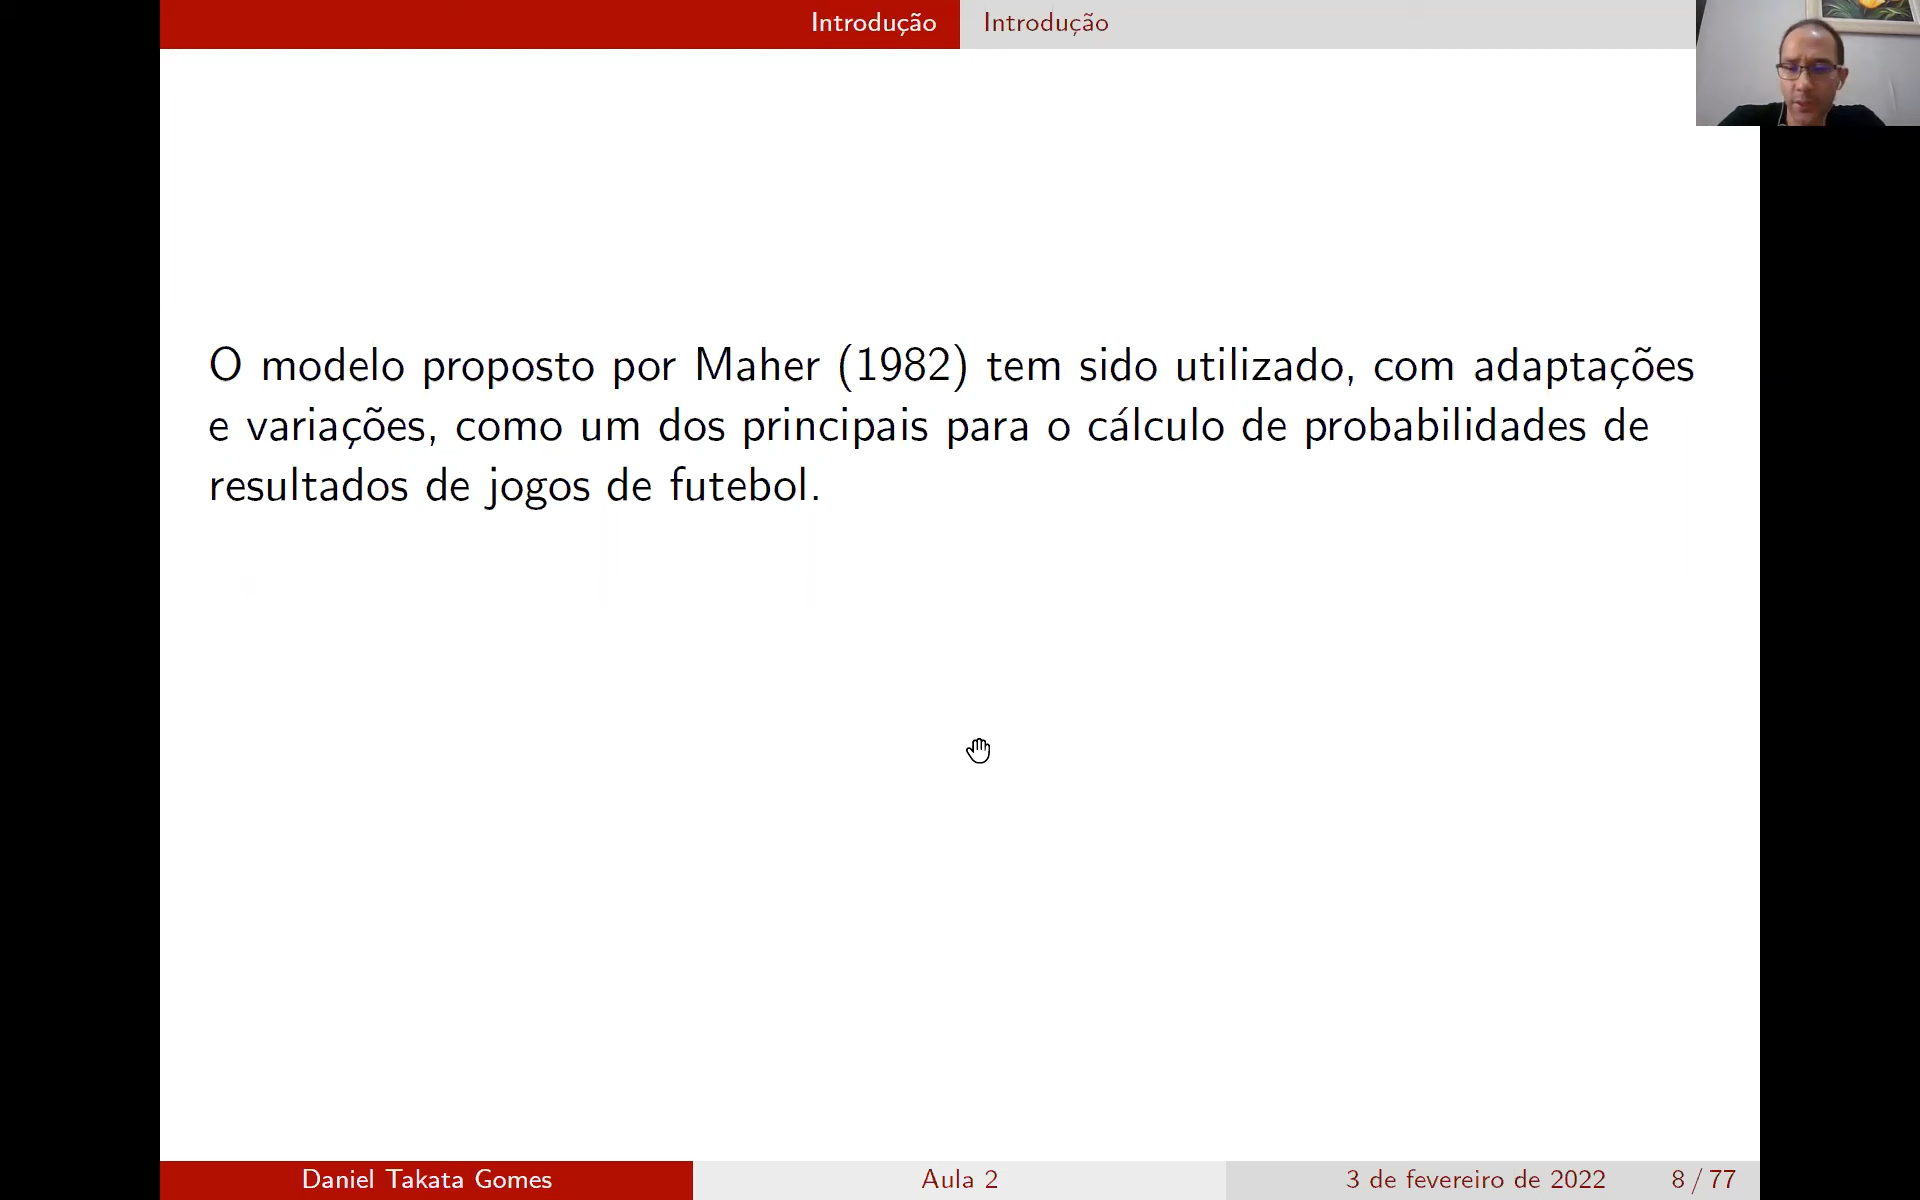 Introdução
Introdução
O modelo proposto por Maher (1982) tem sido utilizado, com adaptações
e variações, como um dos principais para o cálculo de probabilidades de
resultados de jogos de futebol.
Daniel Takata Gomes
Aula 2
3 de fevereiro de 2022
8 / 77